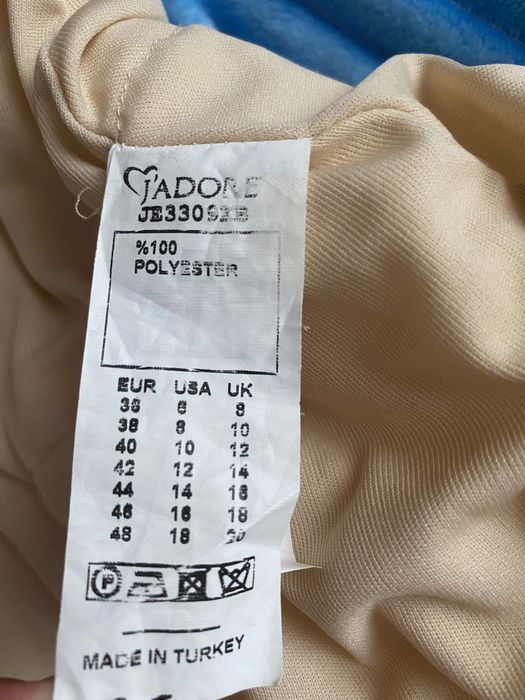 J'ADORE
%100
POLYESTER
EUR USA UK
36 6 8
38 8 10
40 10 12
42 12 14
44 14 16
46 16 18
48 18 20
P
MADE IN TURKEY